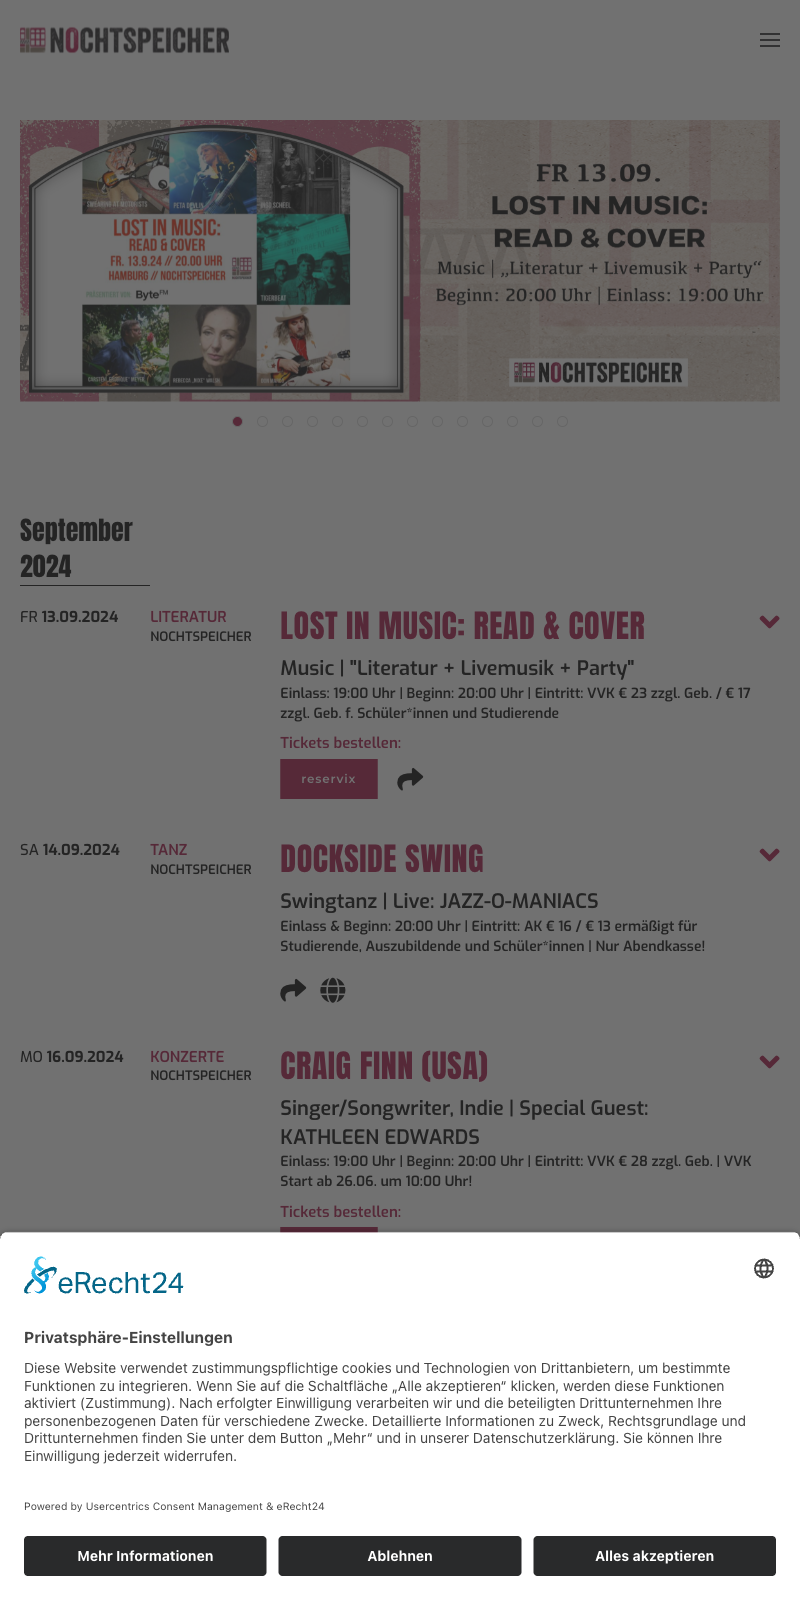 NOCHTSPEICHER
PETA DEVLIN
LOST IN MUSIC:
READ & COVER
FR. 13.9.24 // 20.00 UHR
HAMBURG // NOCHTSPEICHER
Byte
FR 13.09.
LOST IN MUSIC:
READ & COVER
Music | „Literatur + Livemusik + Party“
Beginn: 20:00 Uhr | Einlass: 19:00 Uhr
NOCHTSPEICHER
September
2024
FR 13.09.2024
LITERATUR
NOCHTSPEICHER
LOST IN MUSIC: READ & COVER
Music | "Literatur + Livemusik + Party"
Einlass: 19:00 Uhr | Beginn: 20:00 Uhr | Eintritt: VVK € 23 zzgl. Geb. / € 17
zzgl. Geb. f. Schüler*innen und Studierende
Tickets bestellen:
reservix
SA 14.09.2024
TANZ
NOCHTSPEICHER
DOCKSIDE SWING
Swingtanz | Live: JAZZ-O-MANIACS
Einlass & Beginn: 20:00 Uhr | Eintritt: AK € 16 / € 13 ermäßigt für
Studierende, Auszubildende und Schüler*innen | Nur Abendkasse!
MO 16.09.2024
KONZERTE
NOCHTSPEICHER
CRAIG FINN (USA)
Singer/Songwriter, Indie | Special Guest:
KATHLEEN EDWARDS
Einlass: 19:00 Uhr | Beginn: 20:00 Uhr | Eintritt: VVK € 28 zzgl. Geb. | VVK
Start ab 26.06. um 10:00 Uhr!
Tickets bestellen:
eRecht24
Privatsphäre-Einstellungen
Diese Website verwendet zustimmungspflichtige cookies und Technologien von Drittanbietern, um bestimmte
Funktionen zu integrieren. Wenn Sie auf die Schaltfläche „Alle akzeptieren“ klicken, werden diese Funktionen
aktiviert (Zustimmung). Nach erfolgter Einwilligung verarbeiten wir und die beteiligten Drittunternehmen Ihre
personenbezogenen Daten für verschiedene Zwecke. Detaillierte Informationen zu Zweck, Rechtsgrundlage und
Drittunternehmen finden Sie unter dem Button „Mehr“ und in unserer Datenschutzerklärung. Sie können Ihre
Einwilligung jederzeit widerrufen.
Powered by Usercentrics Consent Management & eRecht24
Mehr Informationen
Ablehnen
Alles akzeptieren